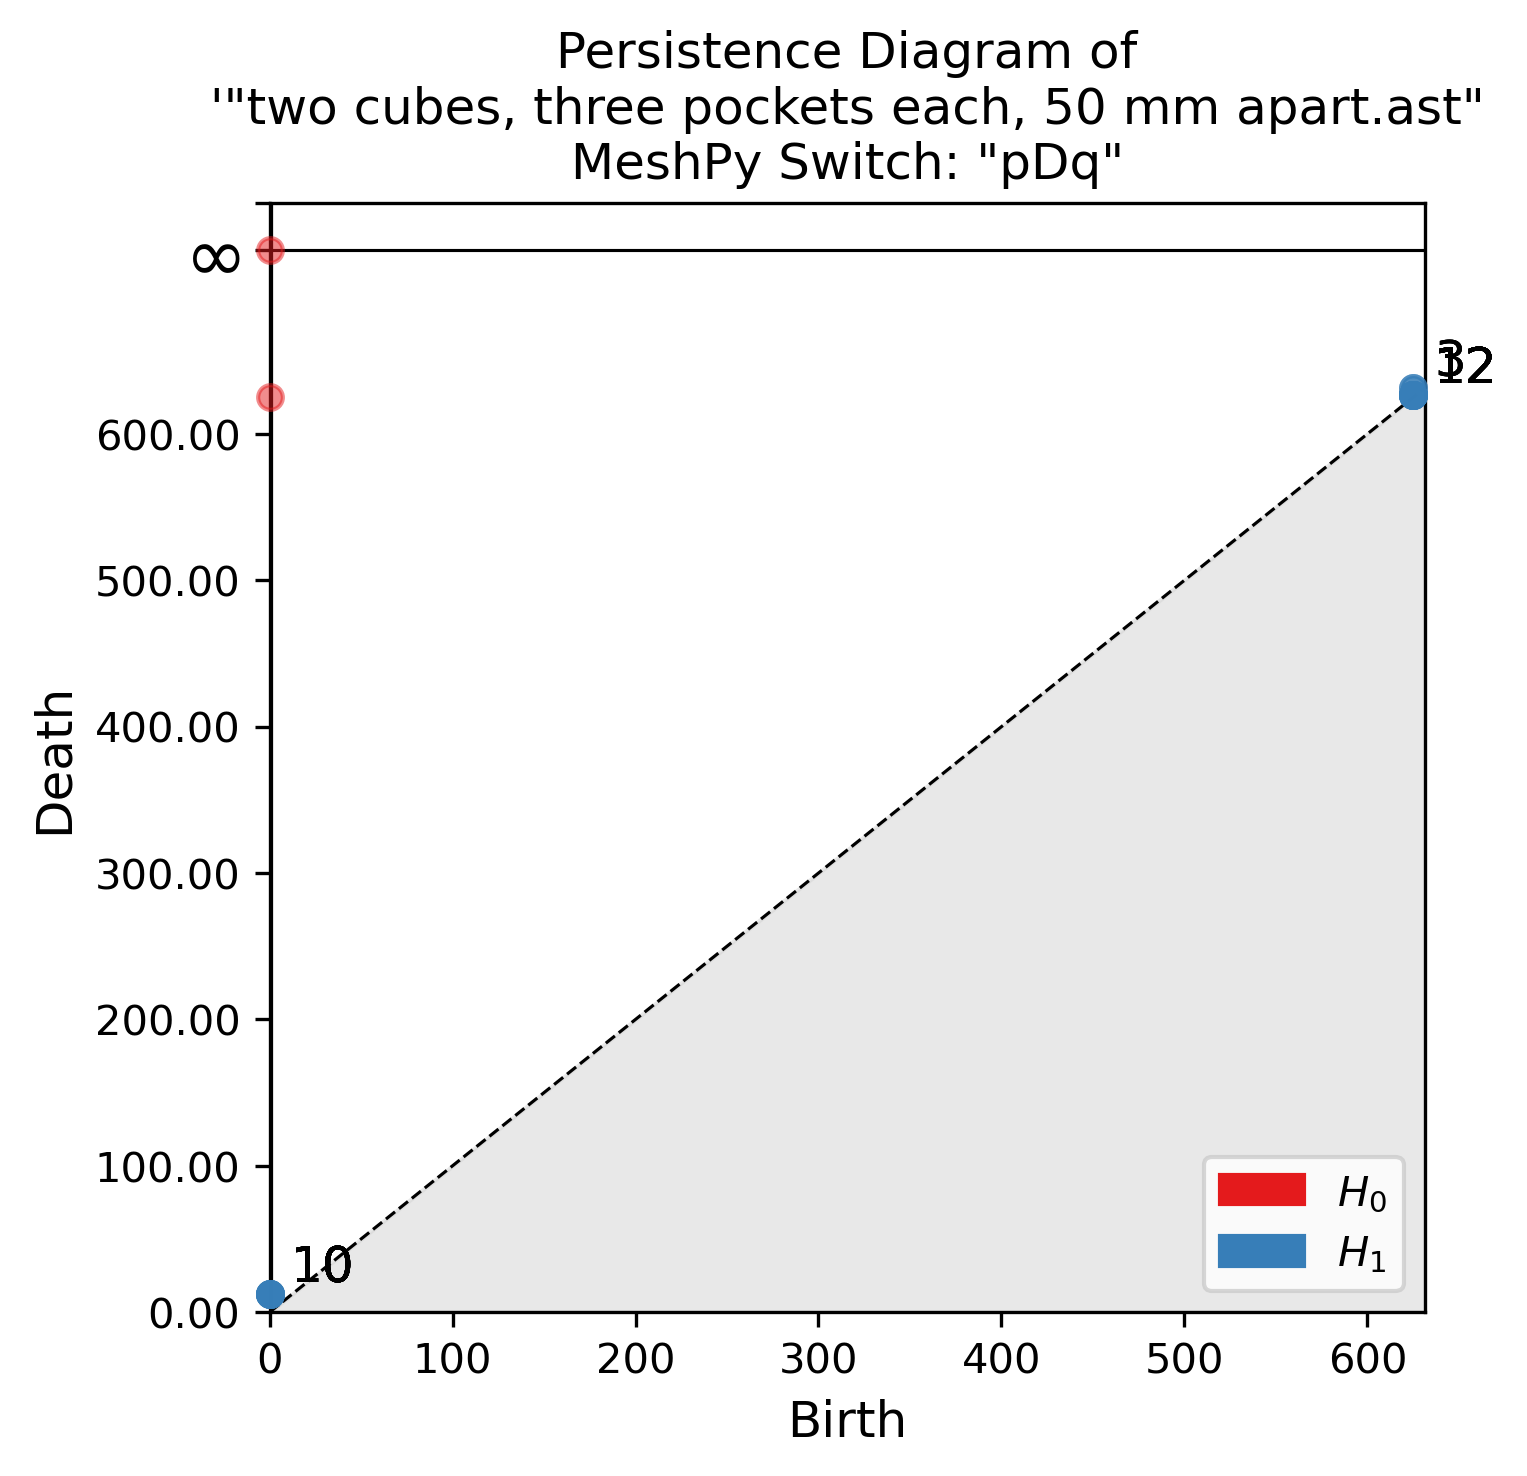 Persistence Diagram of
'"two cubes, three pockets each, 50 mm apart.ast"
MeshPy Switch: "pDq"
∞
600.00
500.00
400.00
300.00
200.00
100.00
0.00
Death
3
12
10
H0
H1
0 100 200 300 400 500 600
Birth